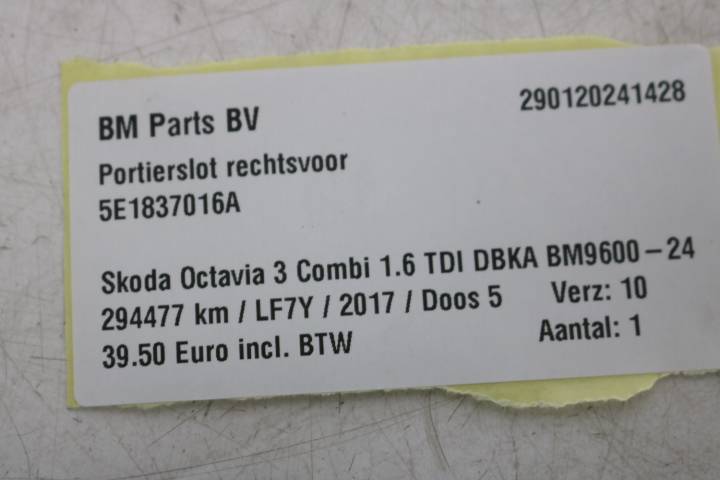 BM Parts BV 290120241428
Portierslot rechtsvoor
5E1837016A
Skoda Octavia 3 Combi 1.6 TDI DBKA BM9600-24
294477 km / LF7Y / 2017 / Doos 5 Verz: 10
39.50 Euro incl. BTW Aantal: 1